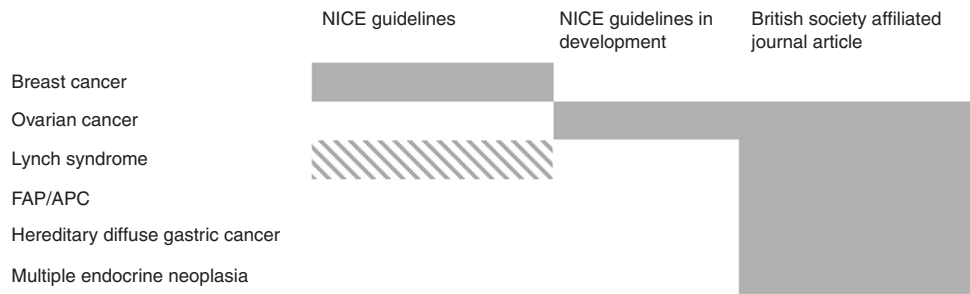 NICE guidelines
NICE guidelines in
development
British society affiliated
journal article
Breast cancer
Ovarian cancer
Lynch syndrome
FAP/APC
Hereditary diffuse gastric cancer
Multiple endocrine neoplasia